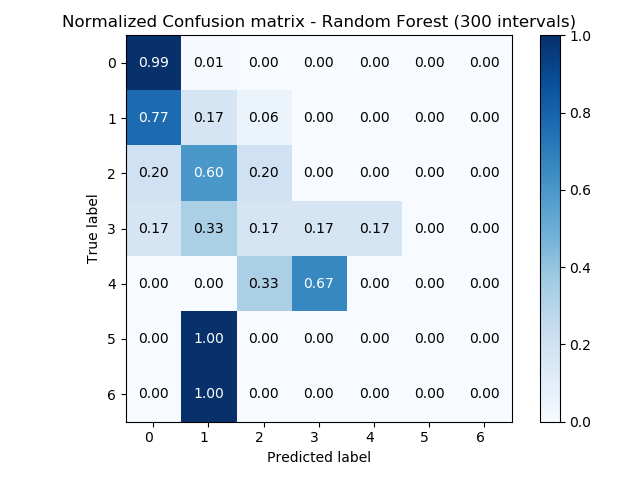 Normalized Confusion matrix - Random Forest (300 intervals)
0 0.99 0.01 0.00 0.00 0.00 0.00 0.00
1 0.77 0.17 0.06 0.00 0.00 0.00 0.00
2 0.20 0.60 0.20 0.00 0.00 0.00 0.00
3 0.17 0.33 0.17 0.17 0.17 0.00 0.00
4 0.00 0.00 0.33 0.67 0.00 0.00 0.00
5 0.00 1.00 0.00 0.00 0.00 0.00 0.00
6 0.00 1.00 0.00 0.00 0.00 0.00 0.00
True label
0 1 2 3 4 5 6
Predicted label
1.0
0.8
0.6
0.4
0.2
0.0